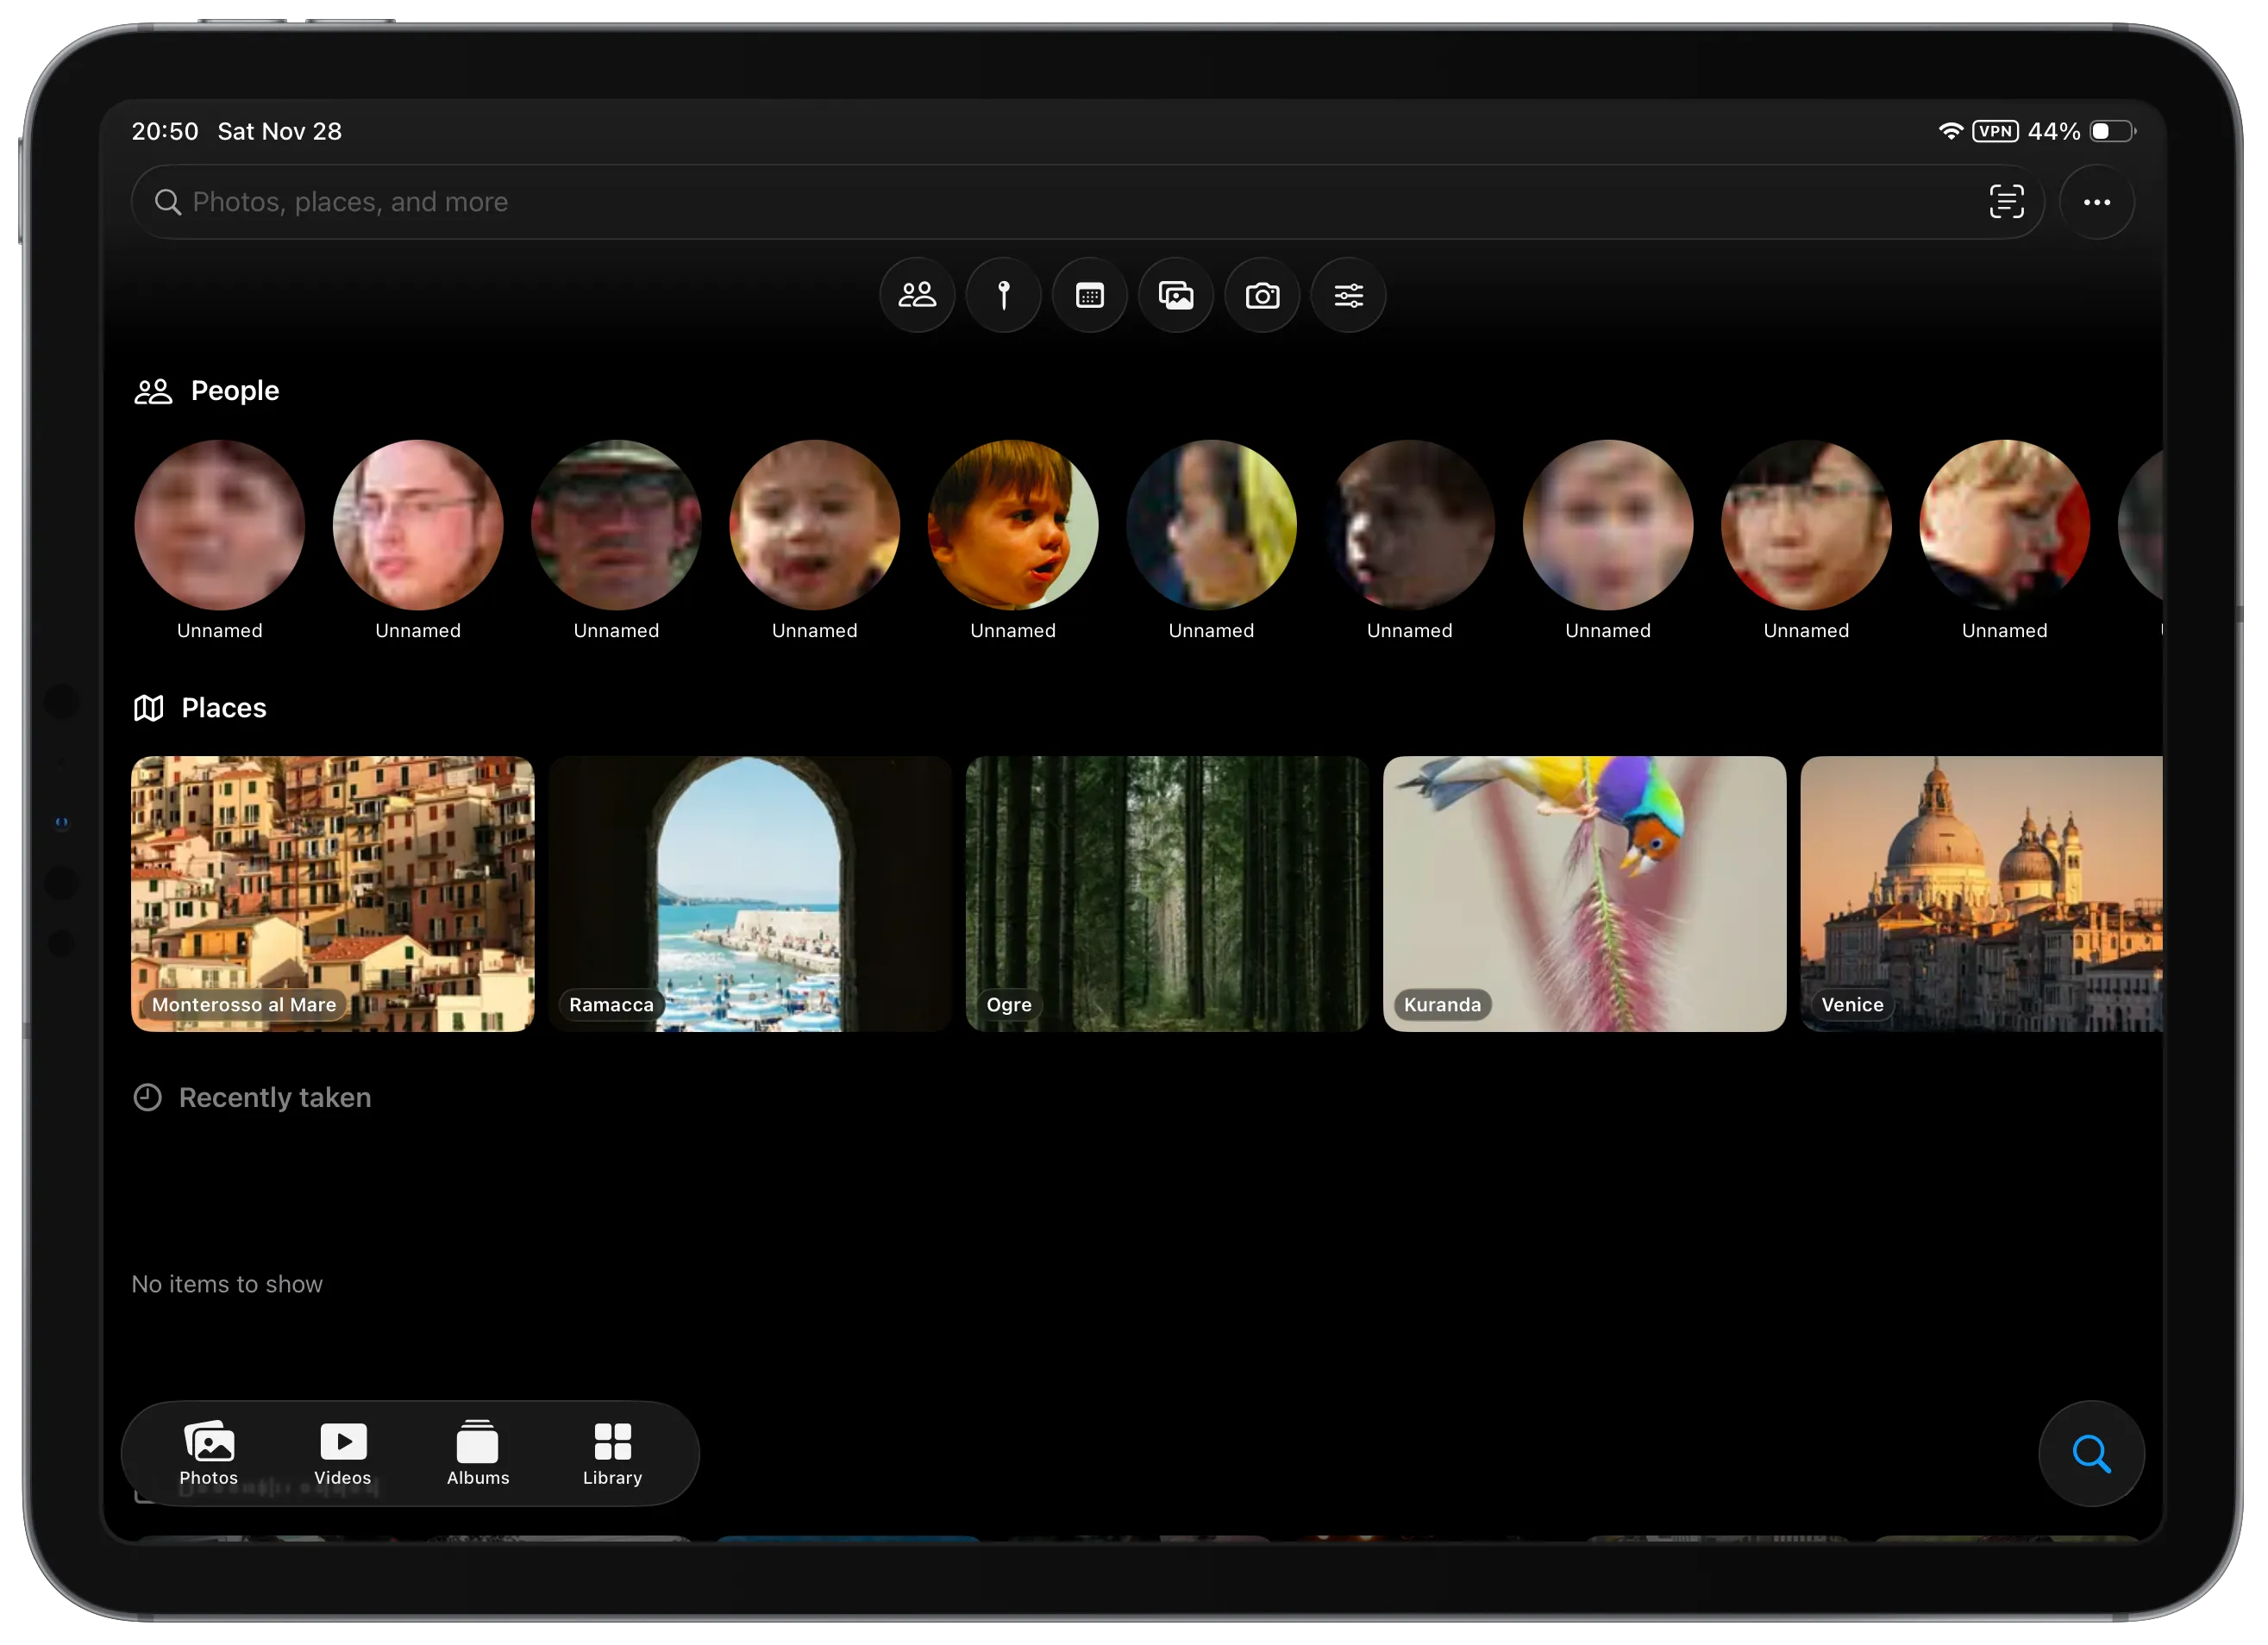 20:50 Sat Nov 28
VPN 44%
Photos, places, and more
People
Unnamed
Unnamed
Unnamed
Unnamed
Unnamed
Unnamed
Unnamed
Unnamed
Unnamed
Unnamed
Places
Monterosso al Mare
Ramacca
Ogre
Kuranda
Venice
Recently taken
No items to show
Photos
Videos
Albums
Library